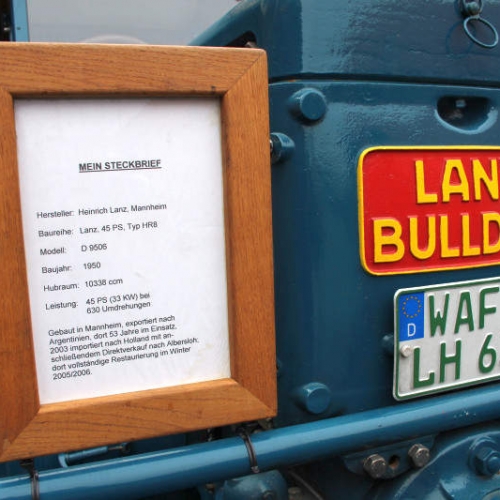 MEIN STECKBRIEF
Hersteller: Heinrich Lanz, Mannheim
Baureihe: Lanz, 45 PS, Typ HR8
Modell: D 9506
Baujahr: 1950
Hubraum: 10338 ccm
Leistung: 45 PS (33 KW) bei
630 Umdrehungen
Gebaut in Mannheim, exportiert nach
Argentinien, dort 53 Jahre im Einsatz,
2003 importiert nach Holland mit an-
schließendem Direktverkauf nach Albersloh:
dort vollständige Restaurierung im Winter
2005/2006.
LAN
BULLD
D
WAF
LH 6